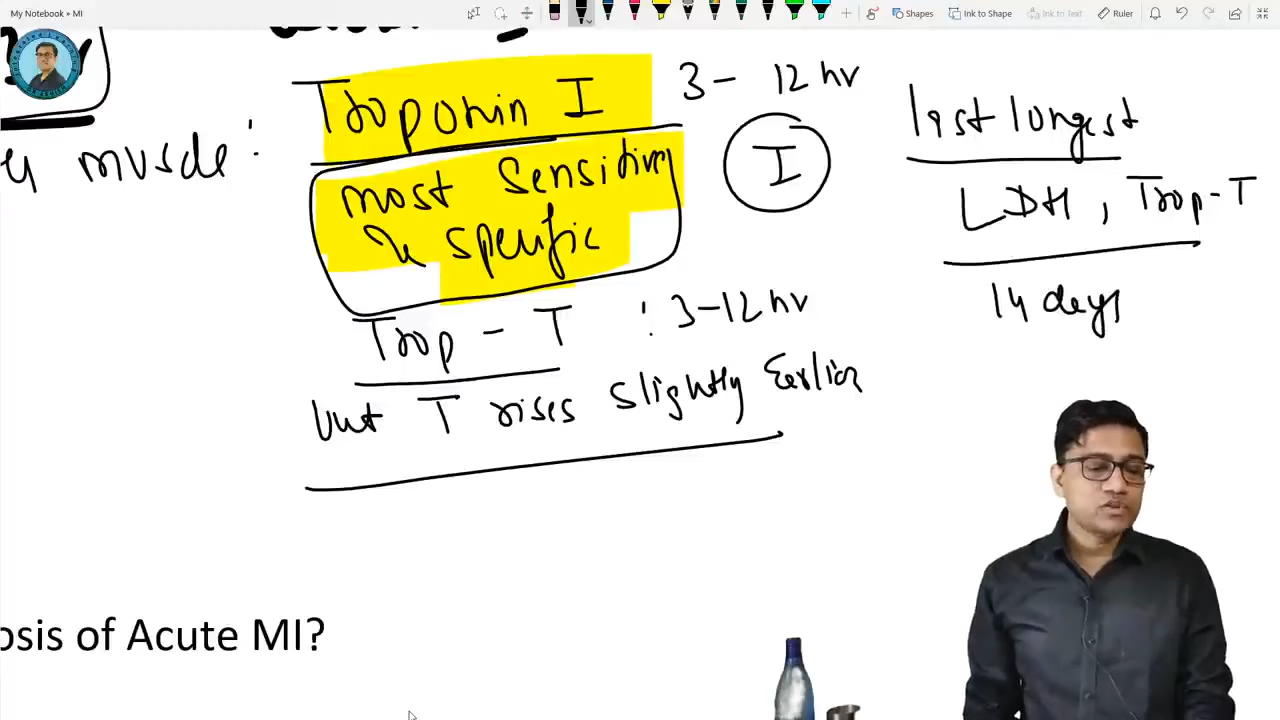 My Notebook » MI
Shapes
Ink to Shape
Ink to Text
Ruler
Troponin I
3 - 12 hr
most sensitive
& specific
I
Trop - T : 3-12 hr
but T rises slightly Earlier
muscle :
last longest
LDH, Trop-T
14 days
osis of Acute MI?